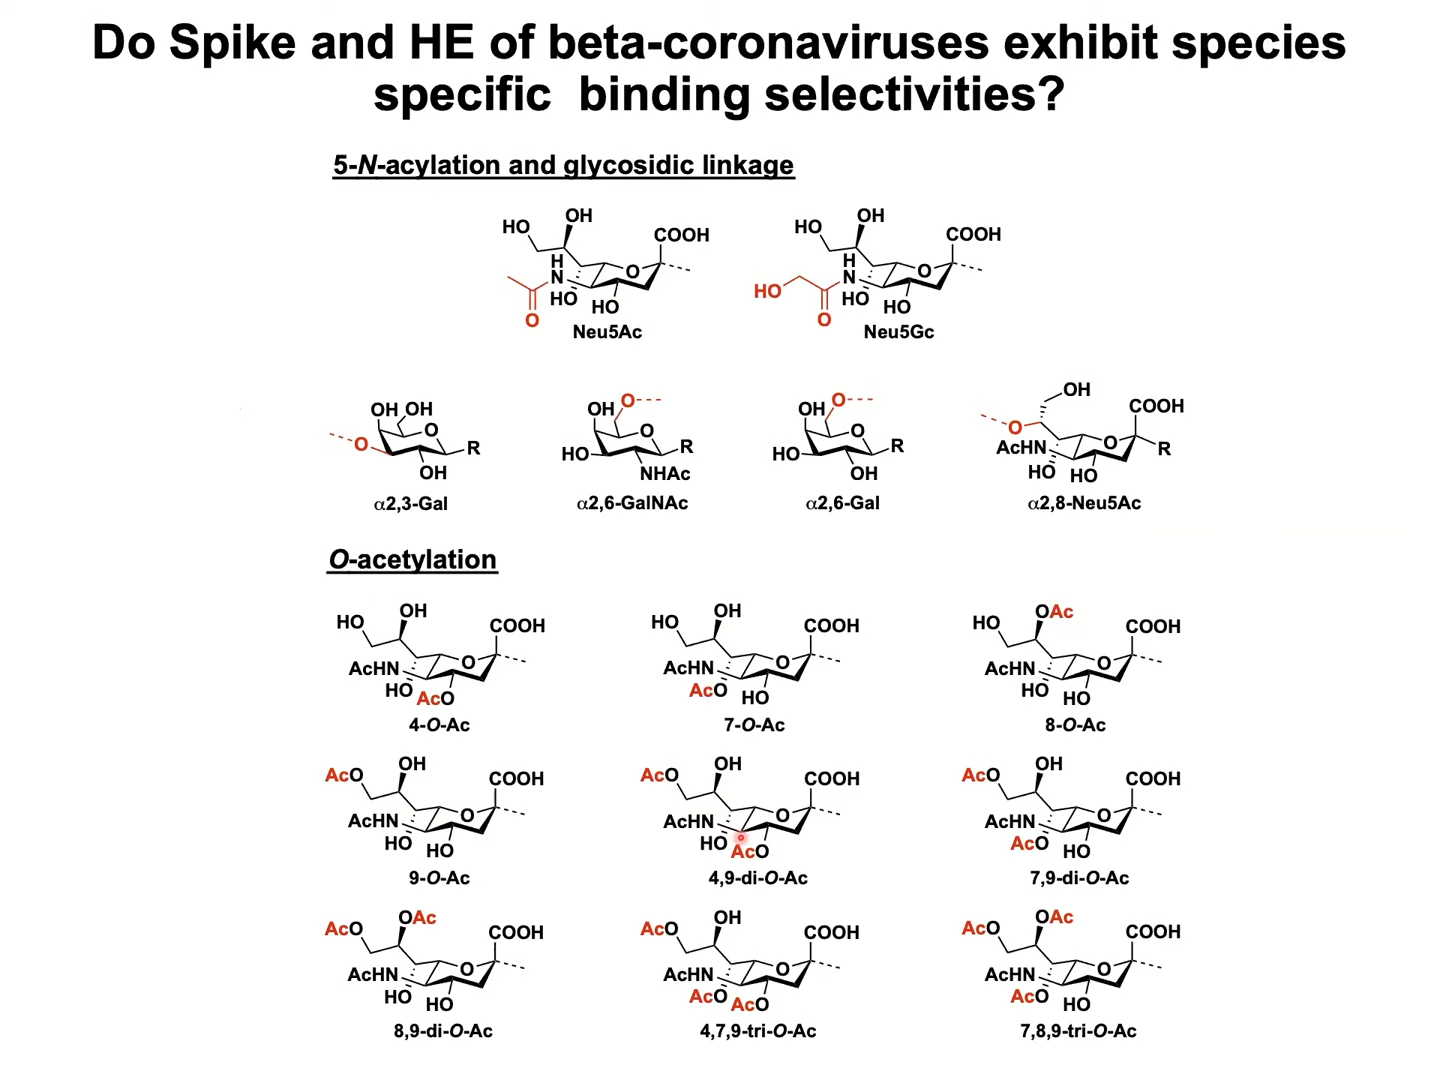 Do Spike and HE of beta-coronaviruses exhibit species
specific binding selectivities?
5-N-acylation and glycosidic linkage
HO OH COOH H N O HO HO O
Neu5Ac
HO OH COOH HO H N O HO HO O
Neu5Gc
OH OH O O R OH
α2,3-Gal
OH O O HO R NHAc
α2,6-GalNAc
OH O O HO R OH
α2,6-Gal
OH COOH O AcHN O R HO HO
α2,8-Neu5Ac
O-acetylation
HO OH COOH AcHN O HO AcO
4-O-Ac
HO OH COOH AcHN O AcO HO
7-O-Ac
HO OAc COOH AcHN O HO HO
8-O-Ac
AcO OH COOH AcHN O HO HO
9-O-Ac
AcO OH COOH AcHN O HO AcO
4,9-di-O-Ac
AcO OH COOH AcHN O AcO HO
7,9-di-O-Ac
AcO OAc COOH AcHN O HO HO
8,9-di-O-Ac
AcO OH COOH AcHN O AcO AcO
4,7,9-tri-O-Ac
AcO OAc COOH AcHN O AcO HO
7,8,9-tri-O-Ac